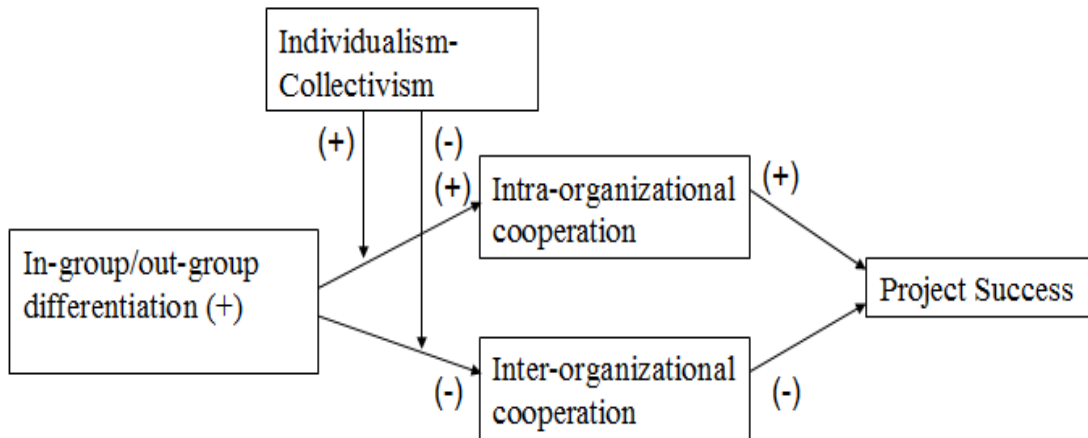 Individualism-
Collectivism
(+)
(-)
(+)
Intra-organizational
cooperation
(+)
In-group/out-group
differentiation (+)
Project Success
Inter-organizational
cooperation
(-)
(-)